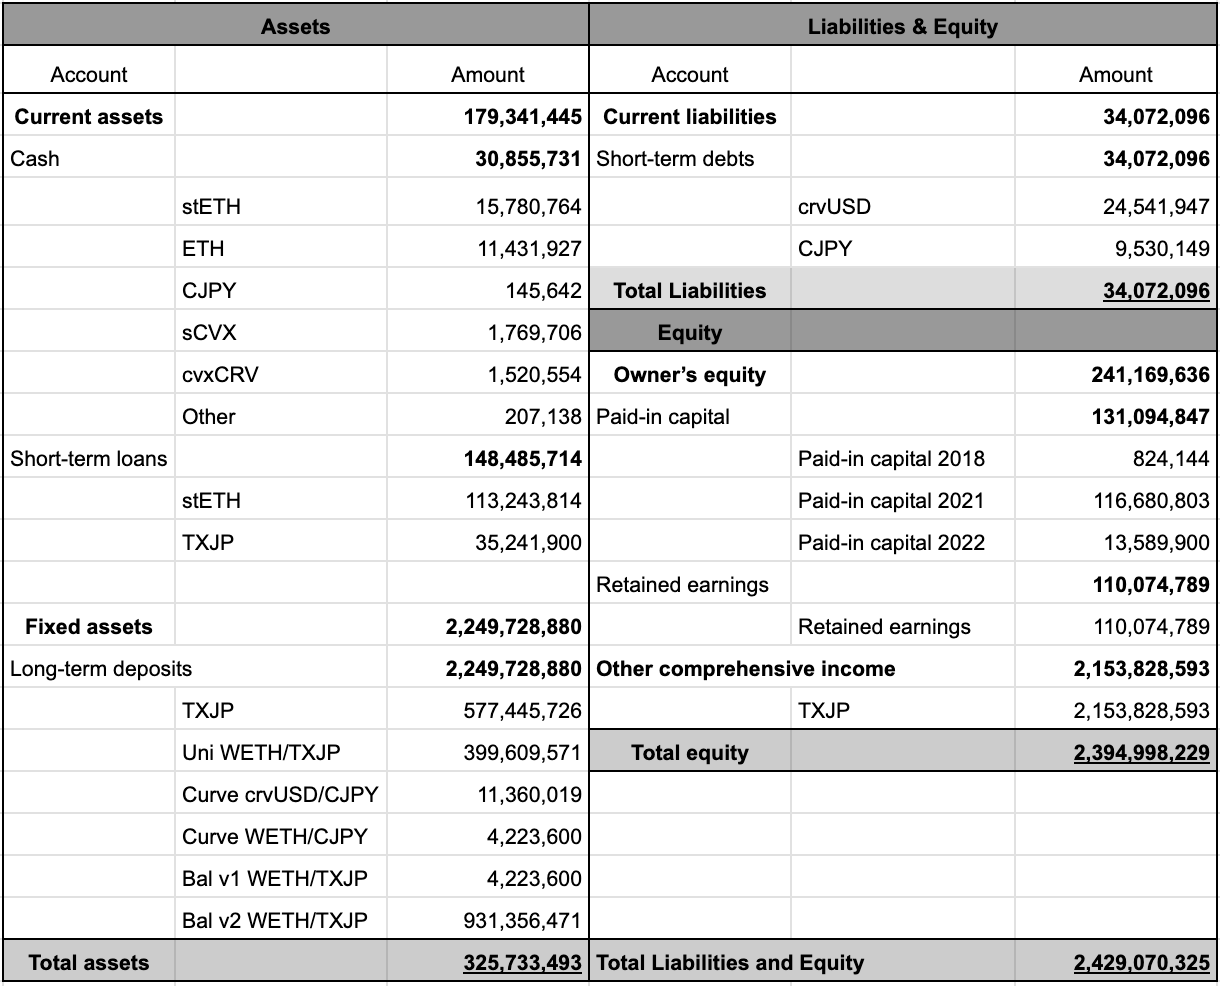 Assets Liabilities & Equity
Account Amount Account Amount
Current assets 179,341,445 Current liabilities 34,072,096
Cash 30,855,731 Short-term debts 34,072,096
stETH 15,780,764 crvUSD 24,541,947
ETH 11,431,927 CJPY 9,530,149
CJPY 145,642 Total Liabilities 34,072,096
sCVX 1,769,706 Equity
cvxCRV 1,520,554 Owner’s equity 241,169,636
Other 207,138 Paid-in capital 131,094,847
Short-term loans 148,485,714 Paid-in capital 2018 824,144
stETH 113,243,814 Paid-in capital 2021 116,680,803
TXJP 35,241,900 Paid-in capital 2022 13,589,900
Retained earnings 110,074,789
Fixed assets 2,249,728,880 Retained earnings 110,074,789
Long-term deposits 2,249,728,880 Other comprehensive income 2,153,828,593
TXJP 577,445,726 TXJP 2,153,828,593
Uni WETH/TXJP 399,609,571 Total equity 2,394,998,229
Curve crvUSD/CJPY 11,360,019
Curve WETH/CJPY 4,223,600
Bal v1 WETH/TXJP 4,223,600
Bal v2 WETH/TXJP 931,356,471
Total assets 325,733,493 Total Liabilities and Equity 2,429,070,325